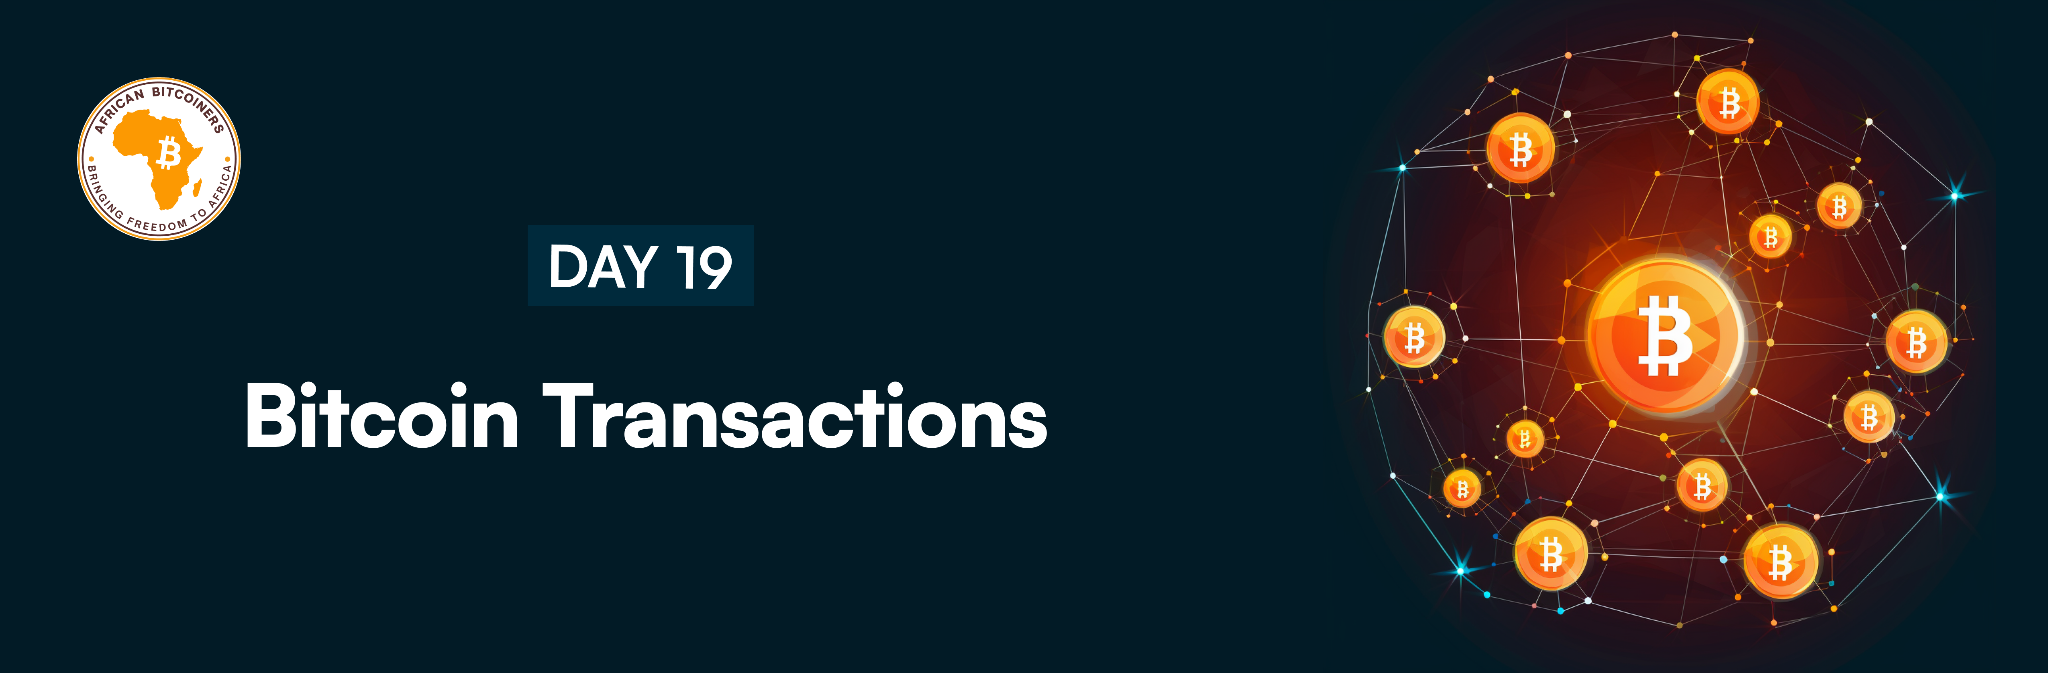 AFRICAN BITCOINERS
BRINGING FREEDOM TO AFRICA
DAY 19
Bitcoin Transactions